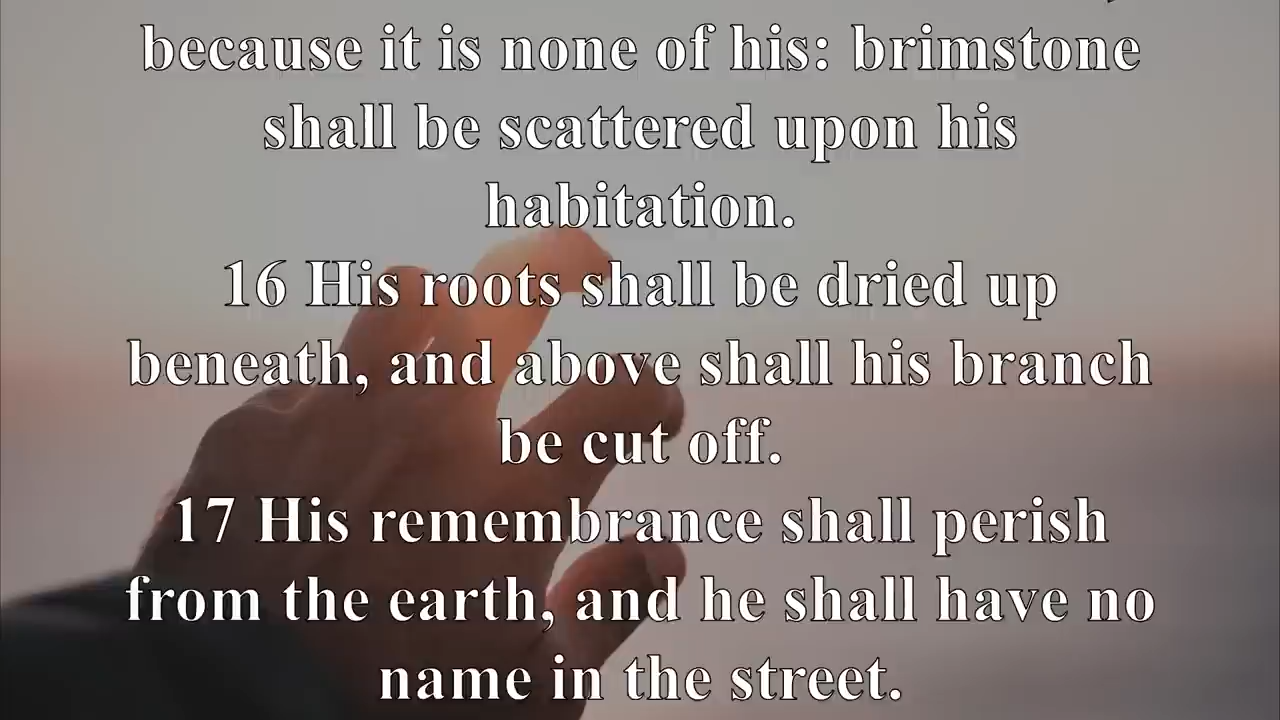 because it is none of his: brimstone
shall be scattered upon his
habitation.
16 His roots shall be dried up
beneath, and above shall his branch
be cut off.
17 His remembrance shall perish
from the earth, and he shall have no
name in the street.